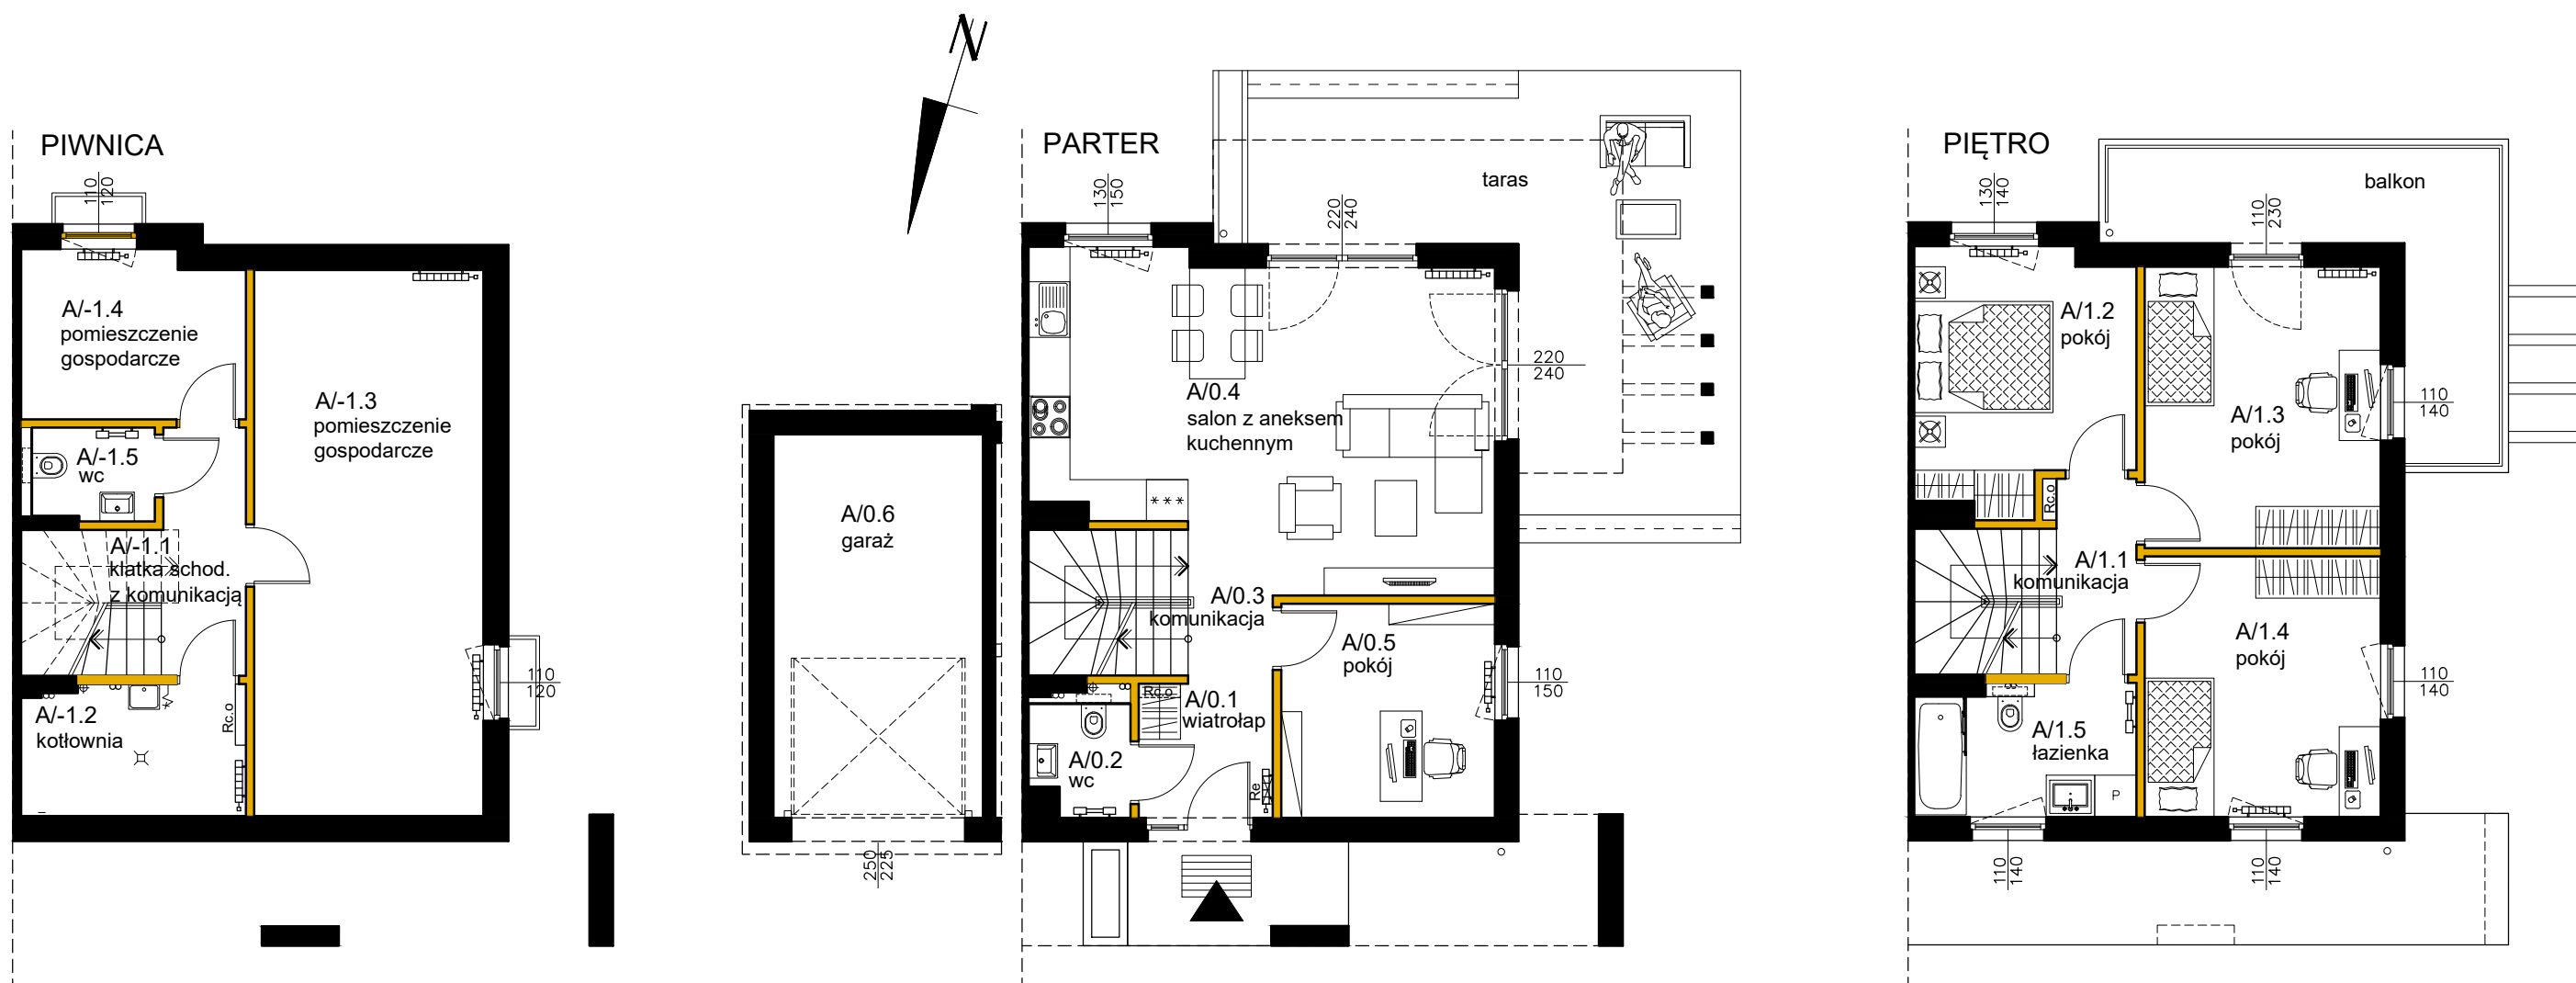 N
PIWNICA
110
120
A/-1.4
pomieszczenie
gospodarcze
A/-1.3
pomieszczenie
gospodarcze
A/-1.5
wc
A/-1.1
klatka schod.
z komunikacją
A/-1.2
kotłownia
Rc.o
110
120
A/0.6
garaż
250
225
PARTER
130
150
220
240
taras
220
240
A/0.4
salon z aneksem
kuchennym
***
A/0.3
komunikacja
A/0.5
pokój
110
150
Rc.o
A/0.1
wiatrołap
A/0.2
wc
Re
PIĘTRO
130
140
110
230
balkon
A/1.2
pokój
A/1.3
pokój
110
140
Rc.o
A/1.1
komunikacja
A/1.4
pokój
110
140
A/1.5
łazienka
P
110
140
110
140